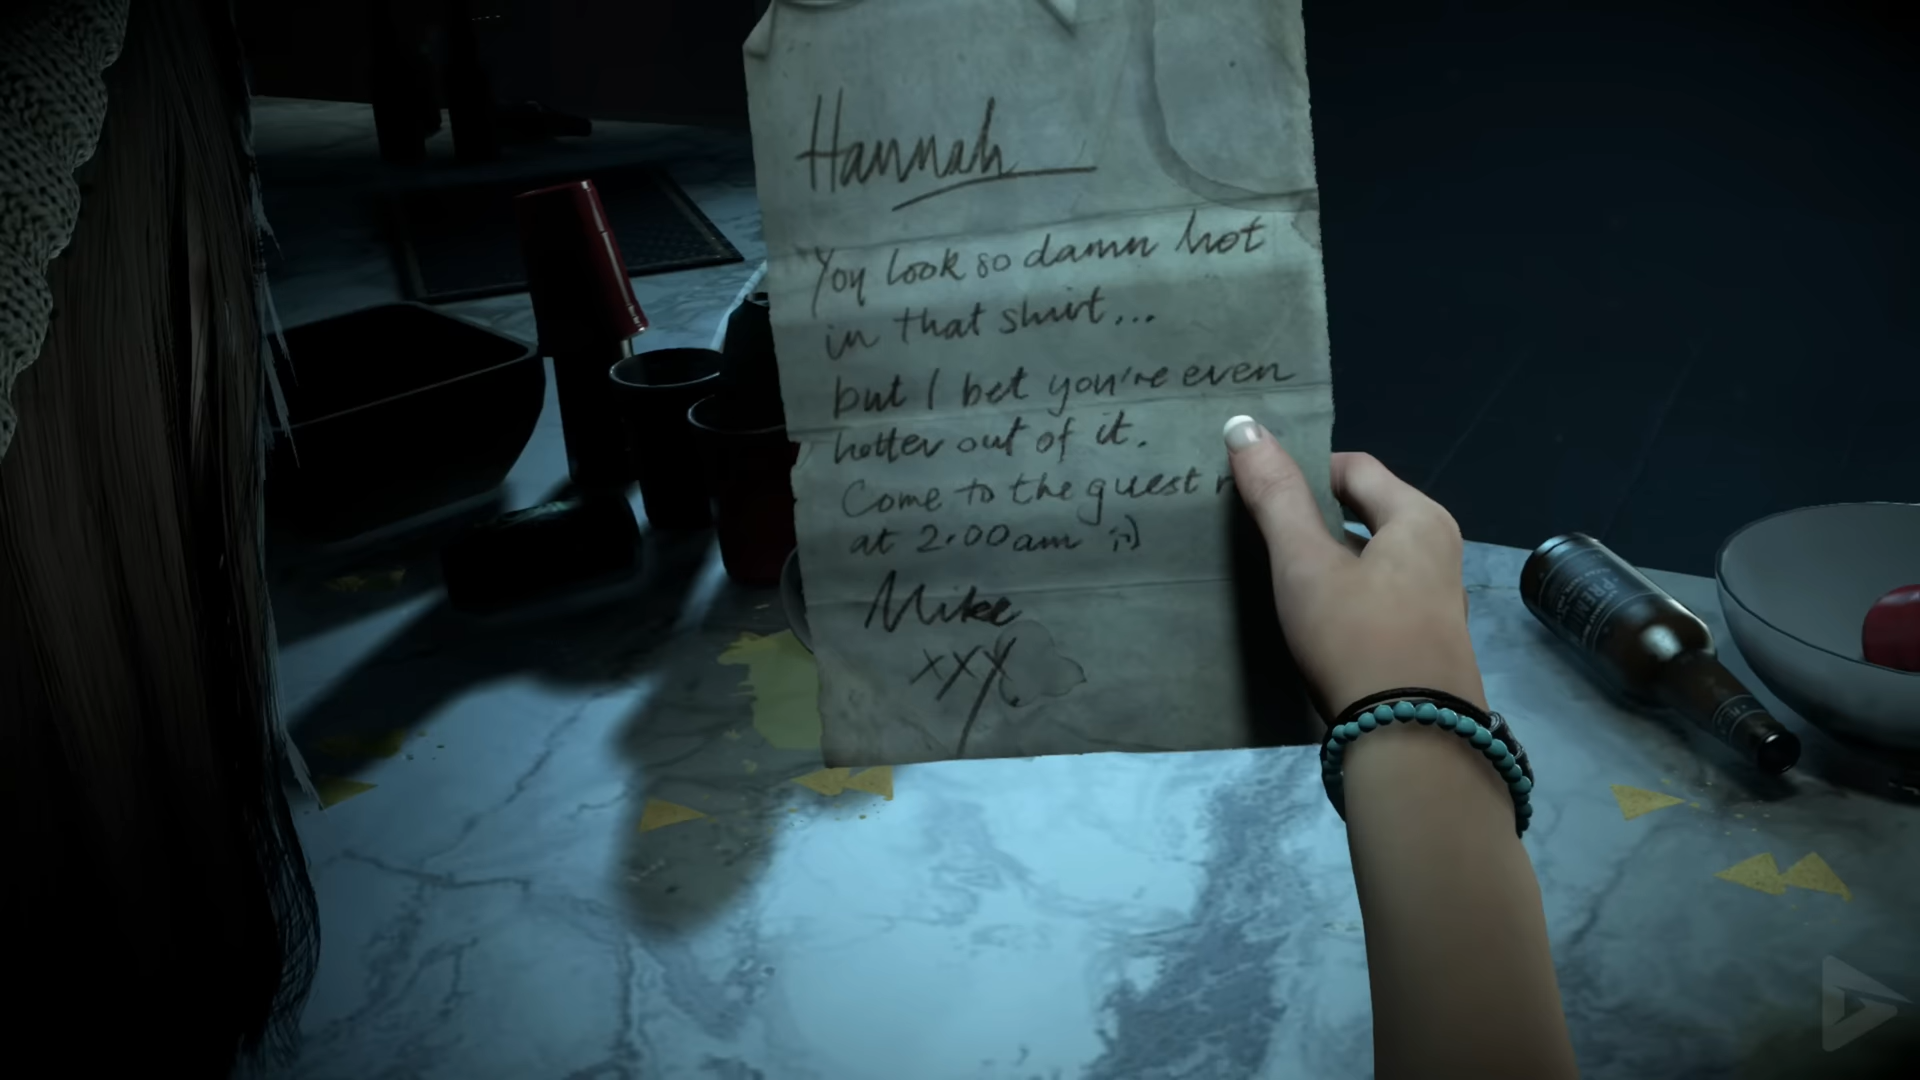 Hannah
You look so damn hot
in that shirt...
but I bet you're even
hotter out of it.
Come to the guest r
at 2.00am ;)
Mike
xxx